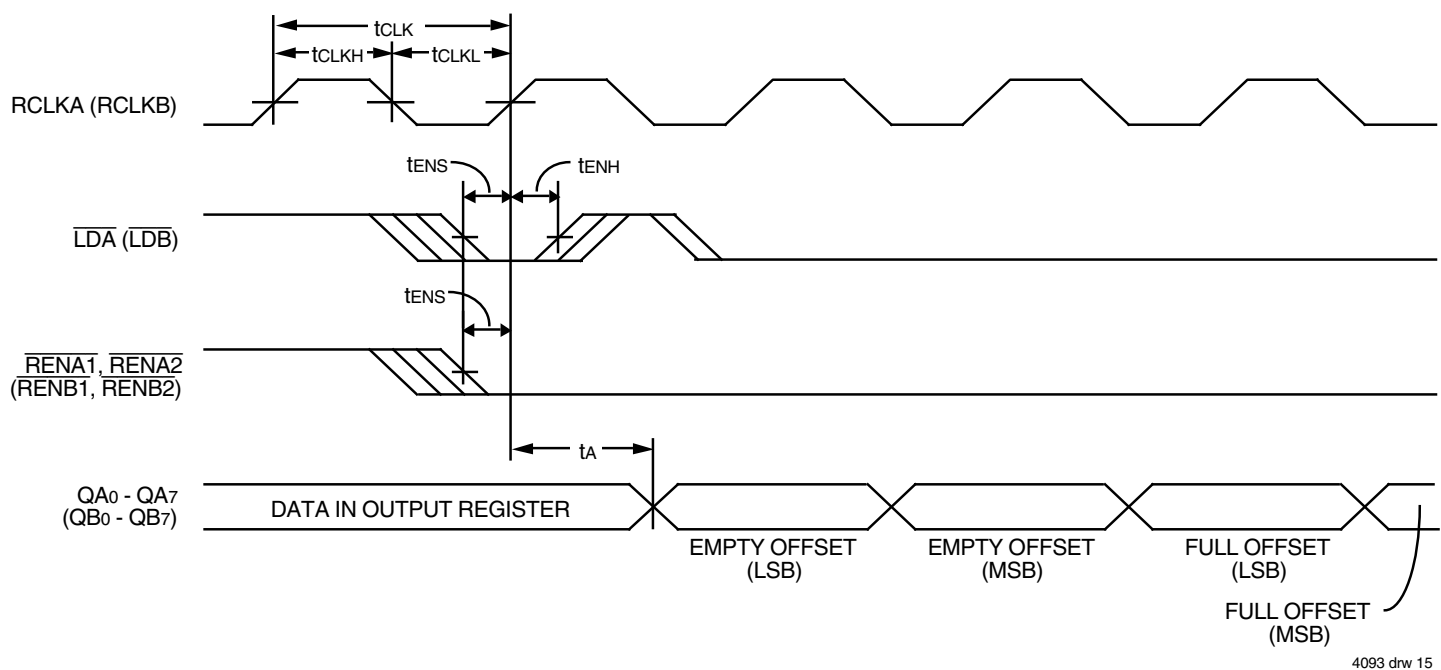 tCLK
tCLKH
tCLKL
RCLKA (RCLKB)
tENS
tENH
LDA (LDB)
tENS
RENA1, RENA2
(RENB1, RENB2)
tA
QA0 - QA7
(QB0 - QB7)
DATA IN OUTPUT REGISTER
EMPTY OFFSET
(LSB)
EMPTY OFFSET
(MSB)
FULL OFFSET
(LSB)
FULL OFFSET
(MSB)
4093 drw 15